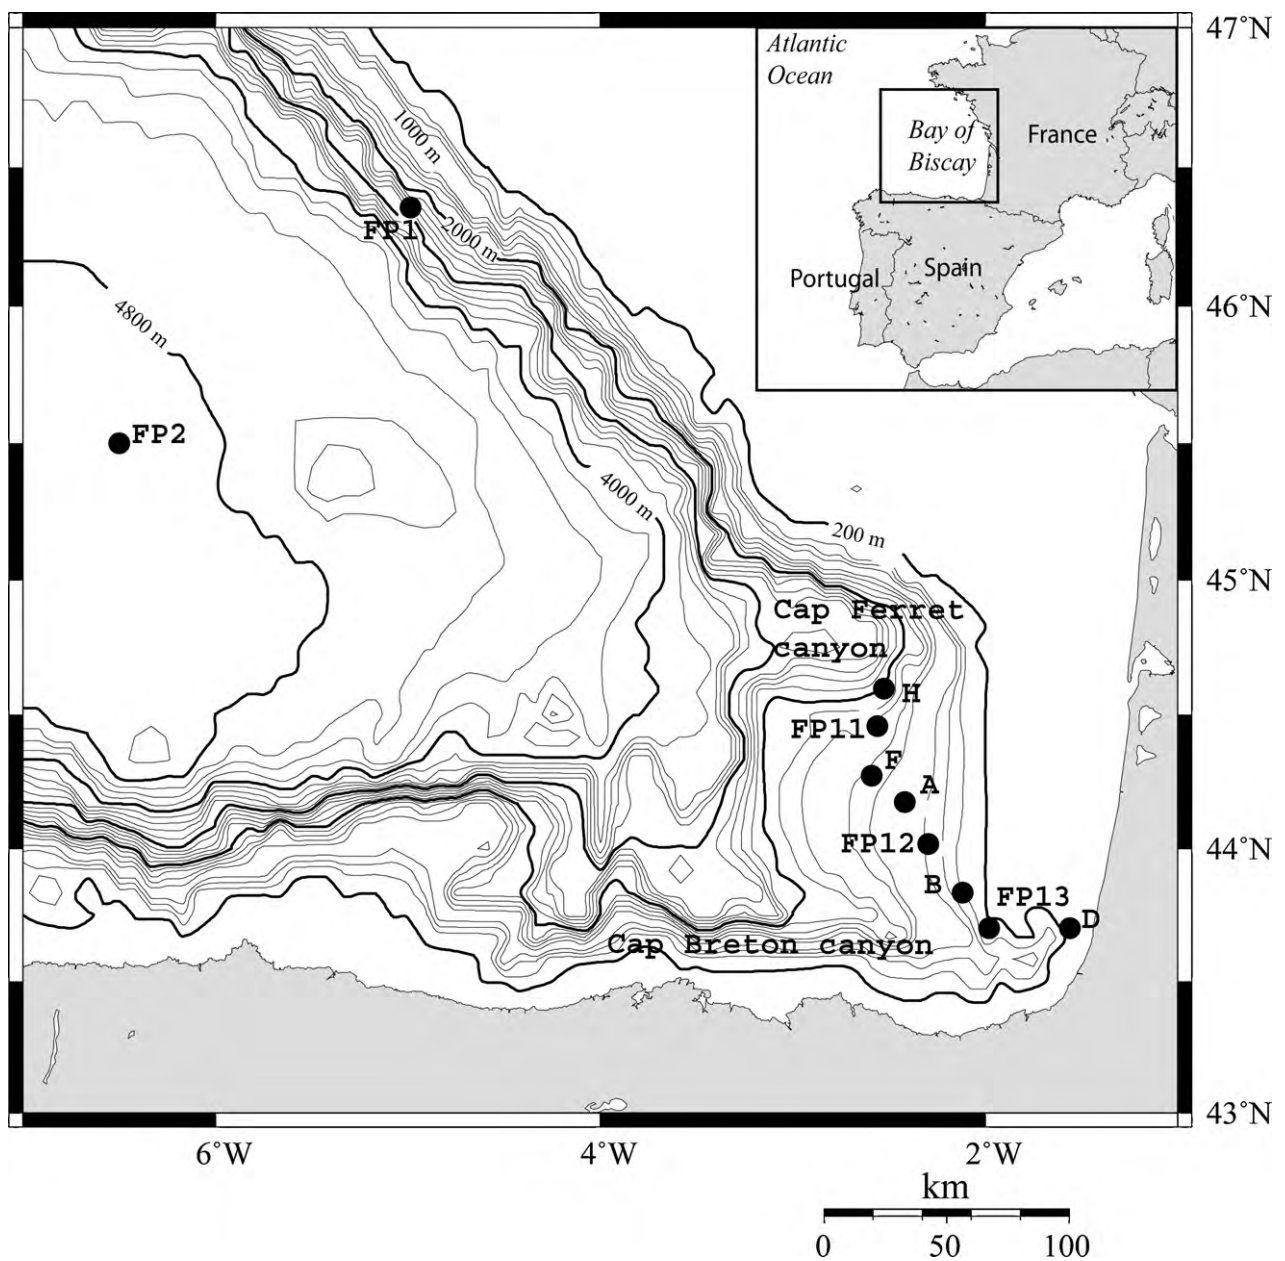 47°N
Atlantic
Ocean
Bay of
Biscay
France
1000 m
FP1
2000 m
Portugal
Spain
46°N
4800 m
FP2
4000 m
200 m
45°N
Cap Ferret
canyon
H
FP11
F
A
FP12
44°N
B
FP13
D
Cap Breton canyon
43°N
6°W
4°W
2°W
km
0
50
100